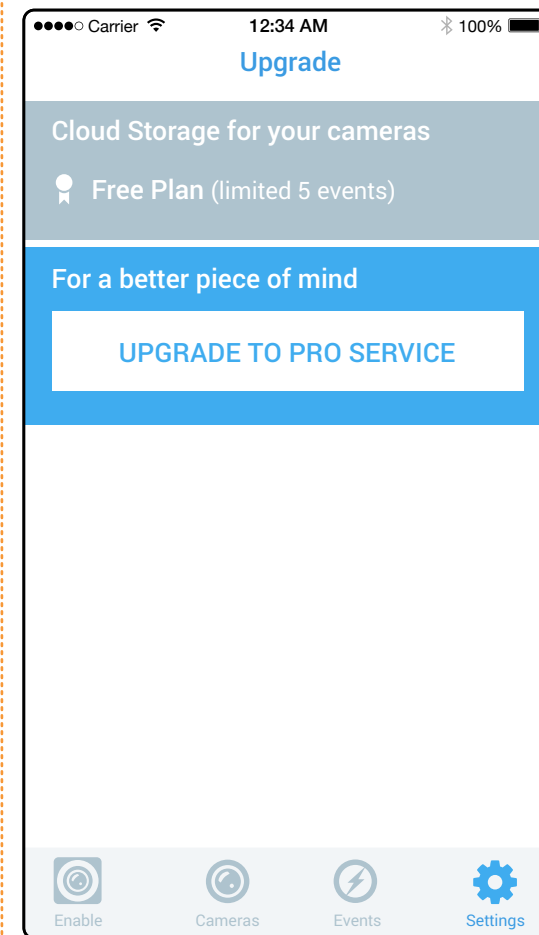 Carrier 12:34 AM 100%
Upgrade
Cloud Storage for your cameras
Free Plan (limited 5 events)
For a better piece of mind
UPGRADE TO PRO SERVICE
Enable Cameras Events Settings